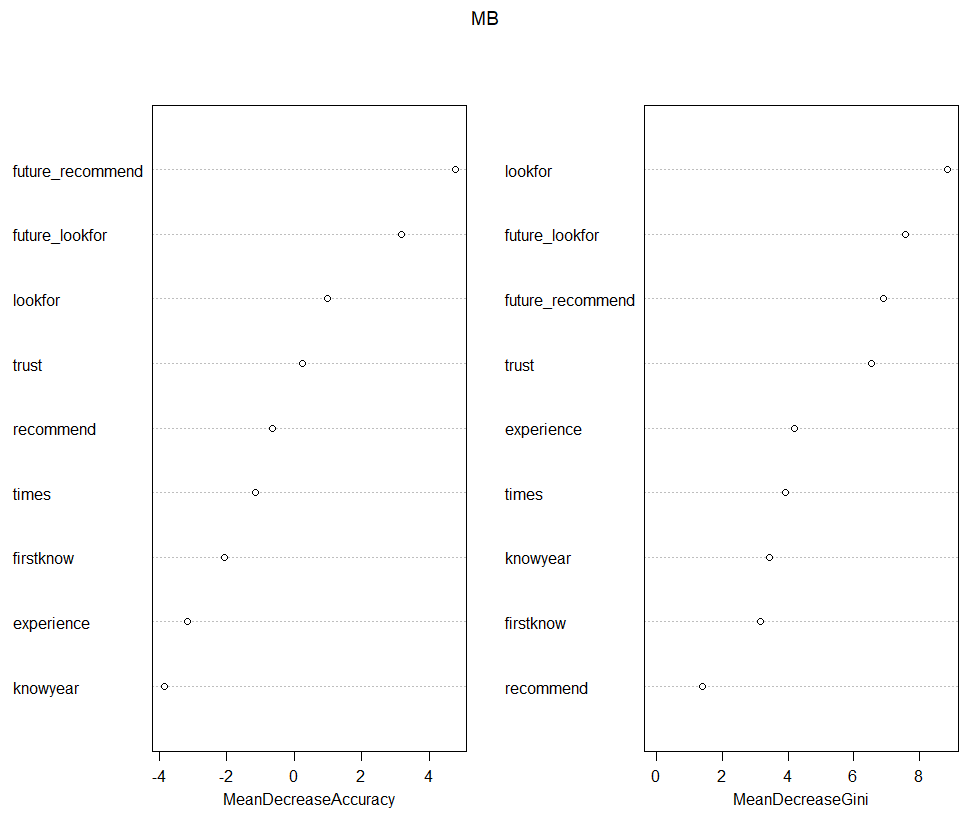 MB
future_recommend
future_lookfor
lookfor
trust
recommend
times
firstknow
experience
knowyear
-4 -2 0 2 4
MeanDecreaseAccuracy
lookfor
future_lookfor
future_recommend
trust
experience
times
knowyear
firstknow
recommend
0 2 4 6 8
MeanDecreaseGini